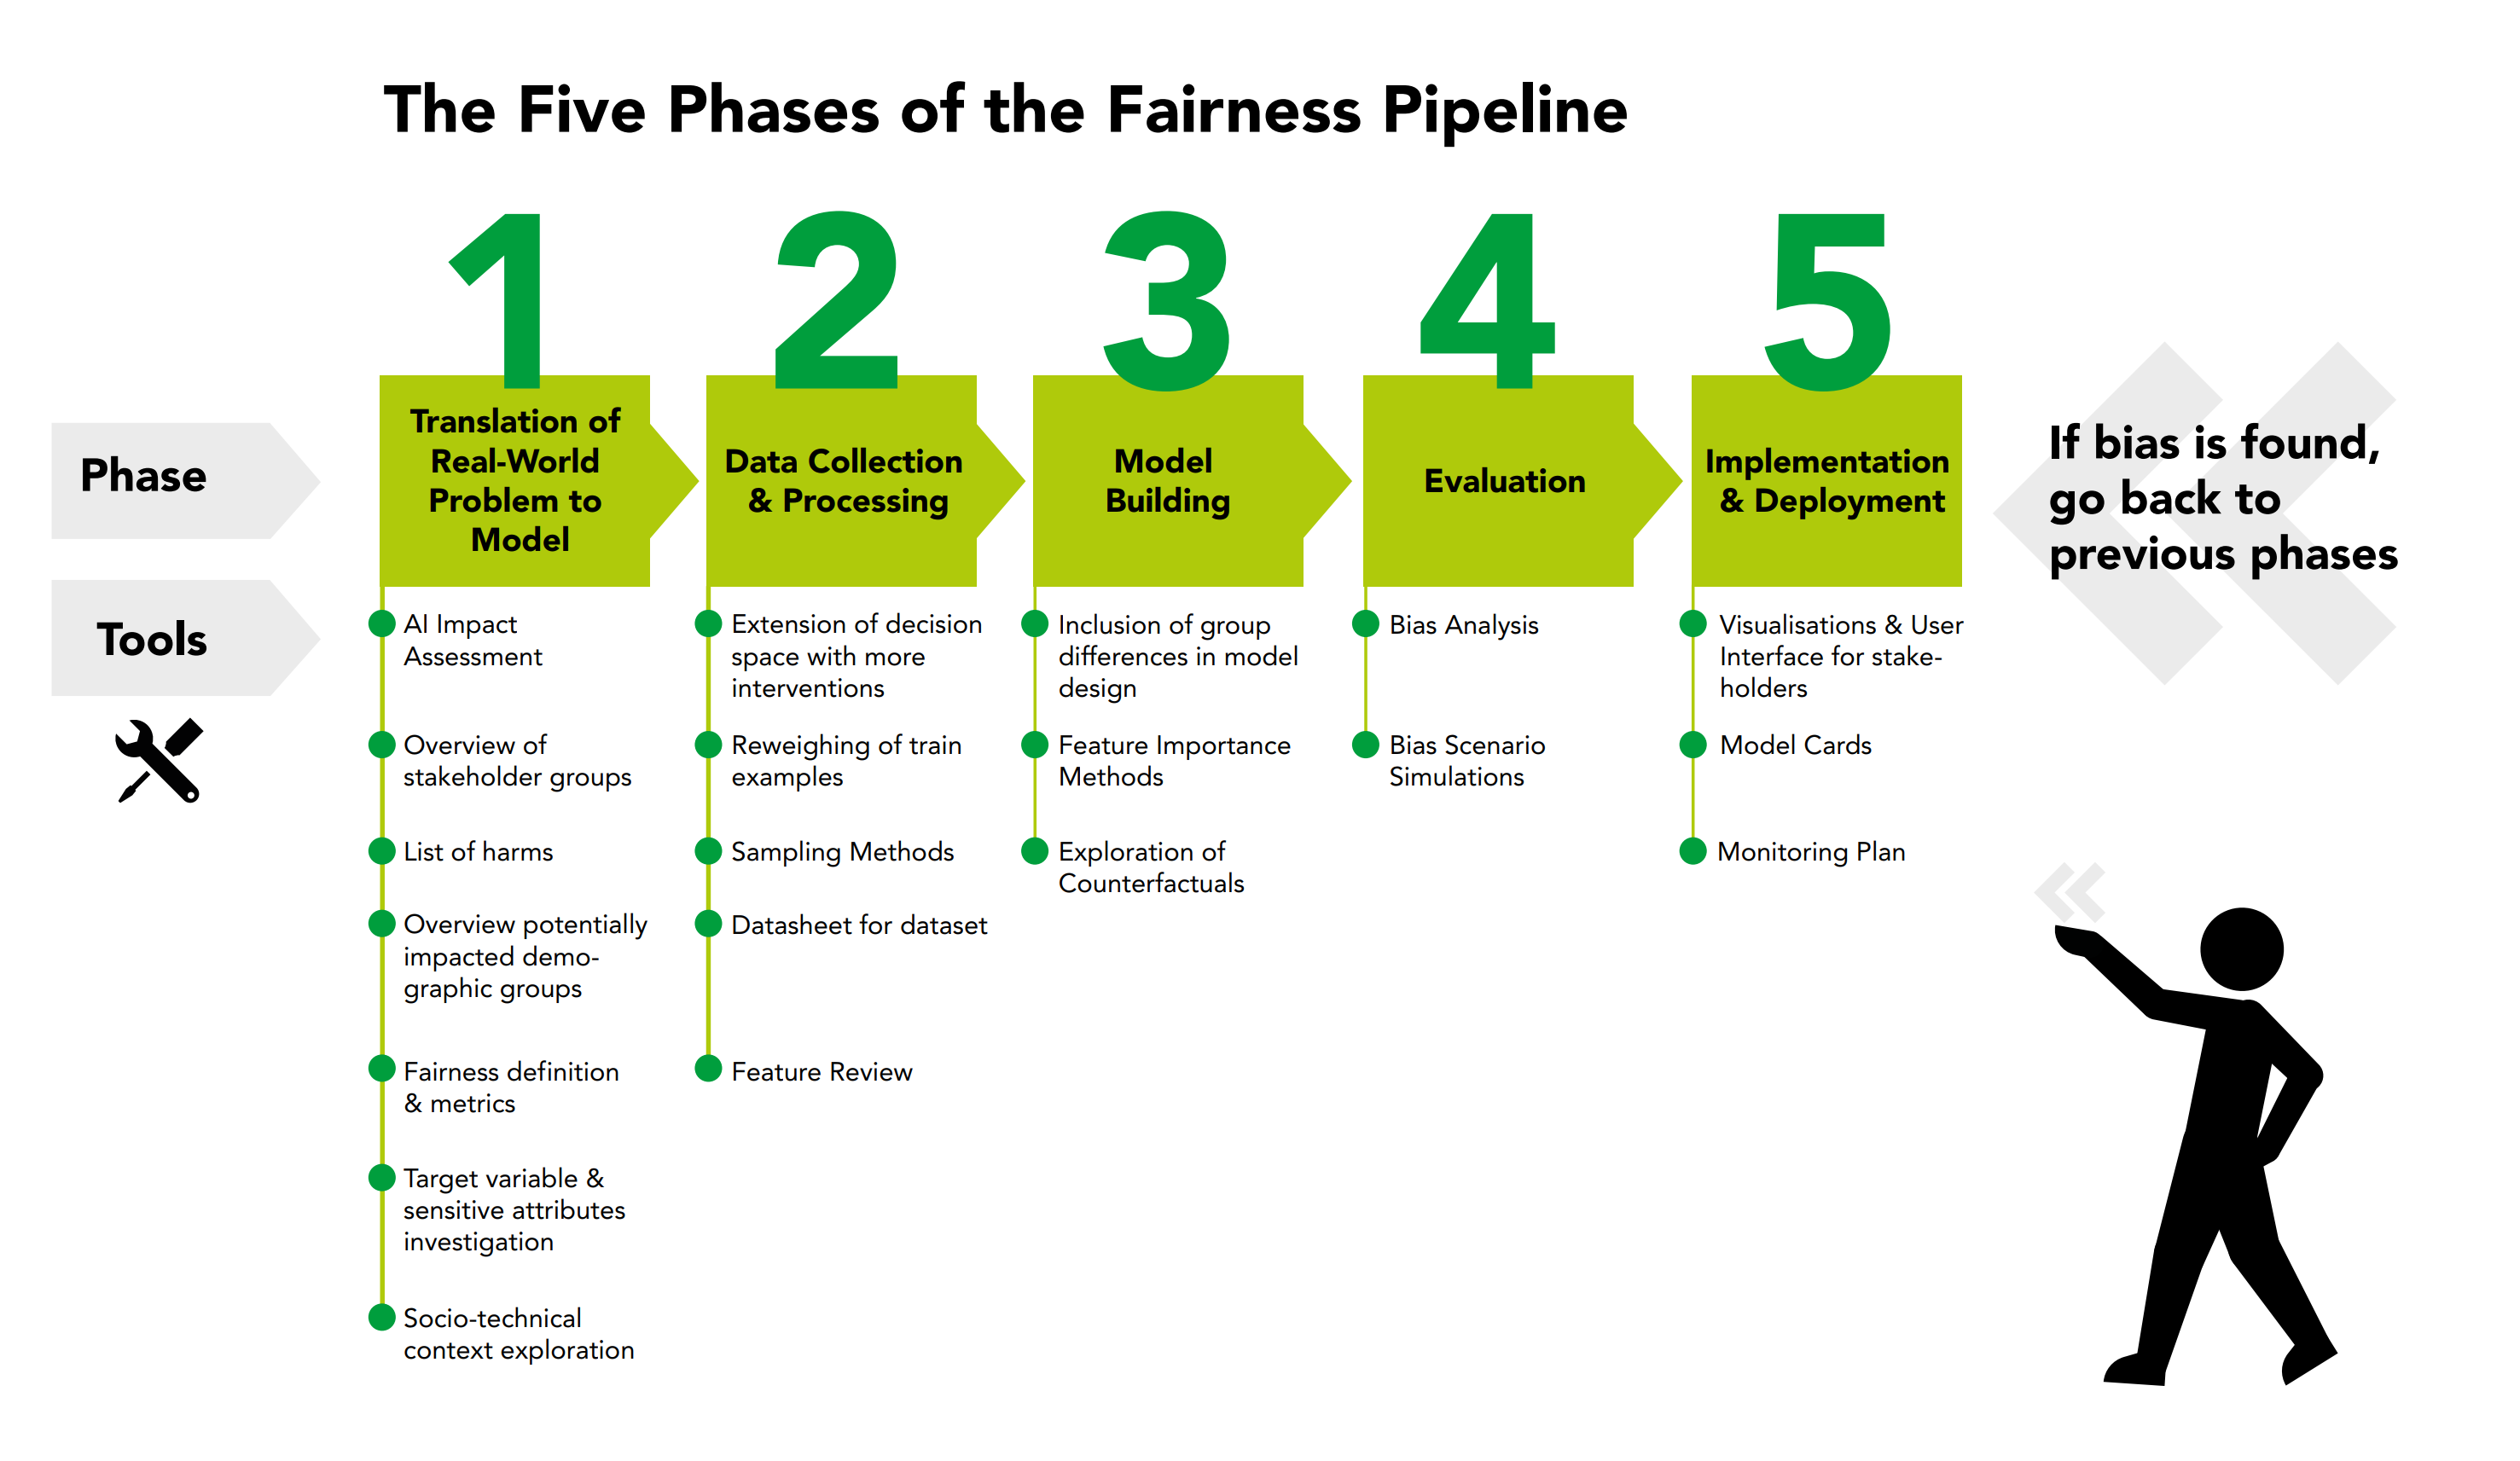 The Five Phases of the Fairness Pipeline
Phase
1
Translation of
Real-World
Problem to
Model
2
Data Collection
& Processing
3
Model
Building
4
Evaluation
5
Implementation
& Deployment
If bias is found,
go back to
previous phases
Tools
AI Impact
Assessment
Overview of
stakeholder groups
List of harms
Overview potentially
impacted demo-
graphic groups
Fairness definition
& metrics
Target variable &
sensitive attributes
investigation
Socio-technical
context exploration
Extension of decision
space with more
interventions
Reweighing of train
examples
Sampling Methods
Datasheet for dataset
Feature Review
Inclusion of group
differences in model
design
Feature Importance
Methods
Exploration of
Counterfactuals
Bias Analysis
Bias Scenario
Simulations
Visualisations & User
Interface for stake-
holders
Model Cards
Monitoring Plan